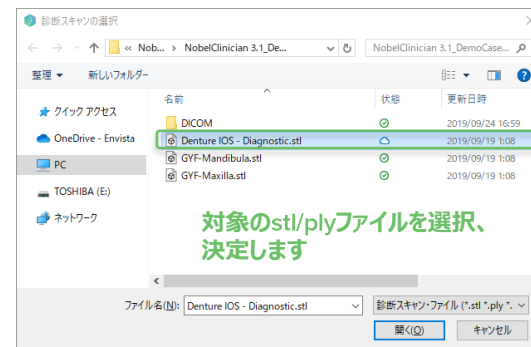 診断スキャンの選択
« Nob... › NobelClinician 3.1_De...
NobelClinician 3.1_DemoCase...
整理 新しいフォルダー
名前 状態 更新日時
クイック アクセス
OneDrive - Envista
PC
TOSHIBA (E:)
ネットワーク
DICOM 2019/09/24 16:59
Denture IOS - Diagnostic.stl 2019/09/19 1:08
GYF-Mandibula.stl 2019/09/19 1:08
GYF-Maxilla.stl 2019/09/19 1:08
対象のstl/plyファイルを選択、
決定します
ファイル名(N): Denture IOS - Diagnostic.stl 診断スキャン・ファイル (*.stl *.ply *.
開く(O) キャンセル